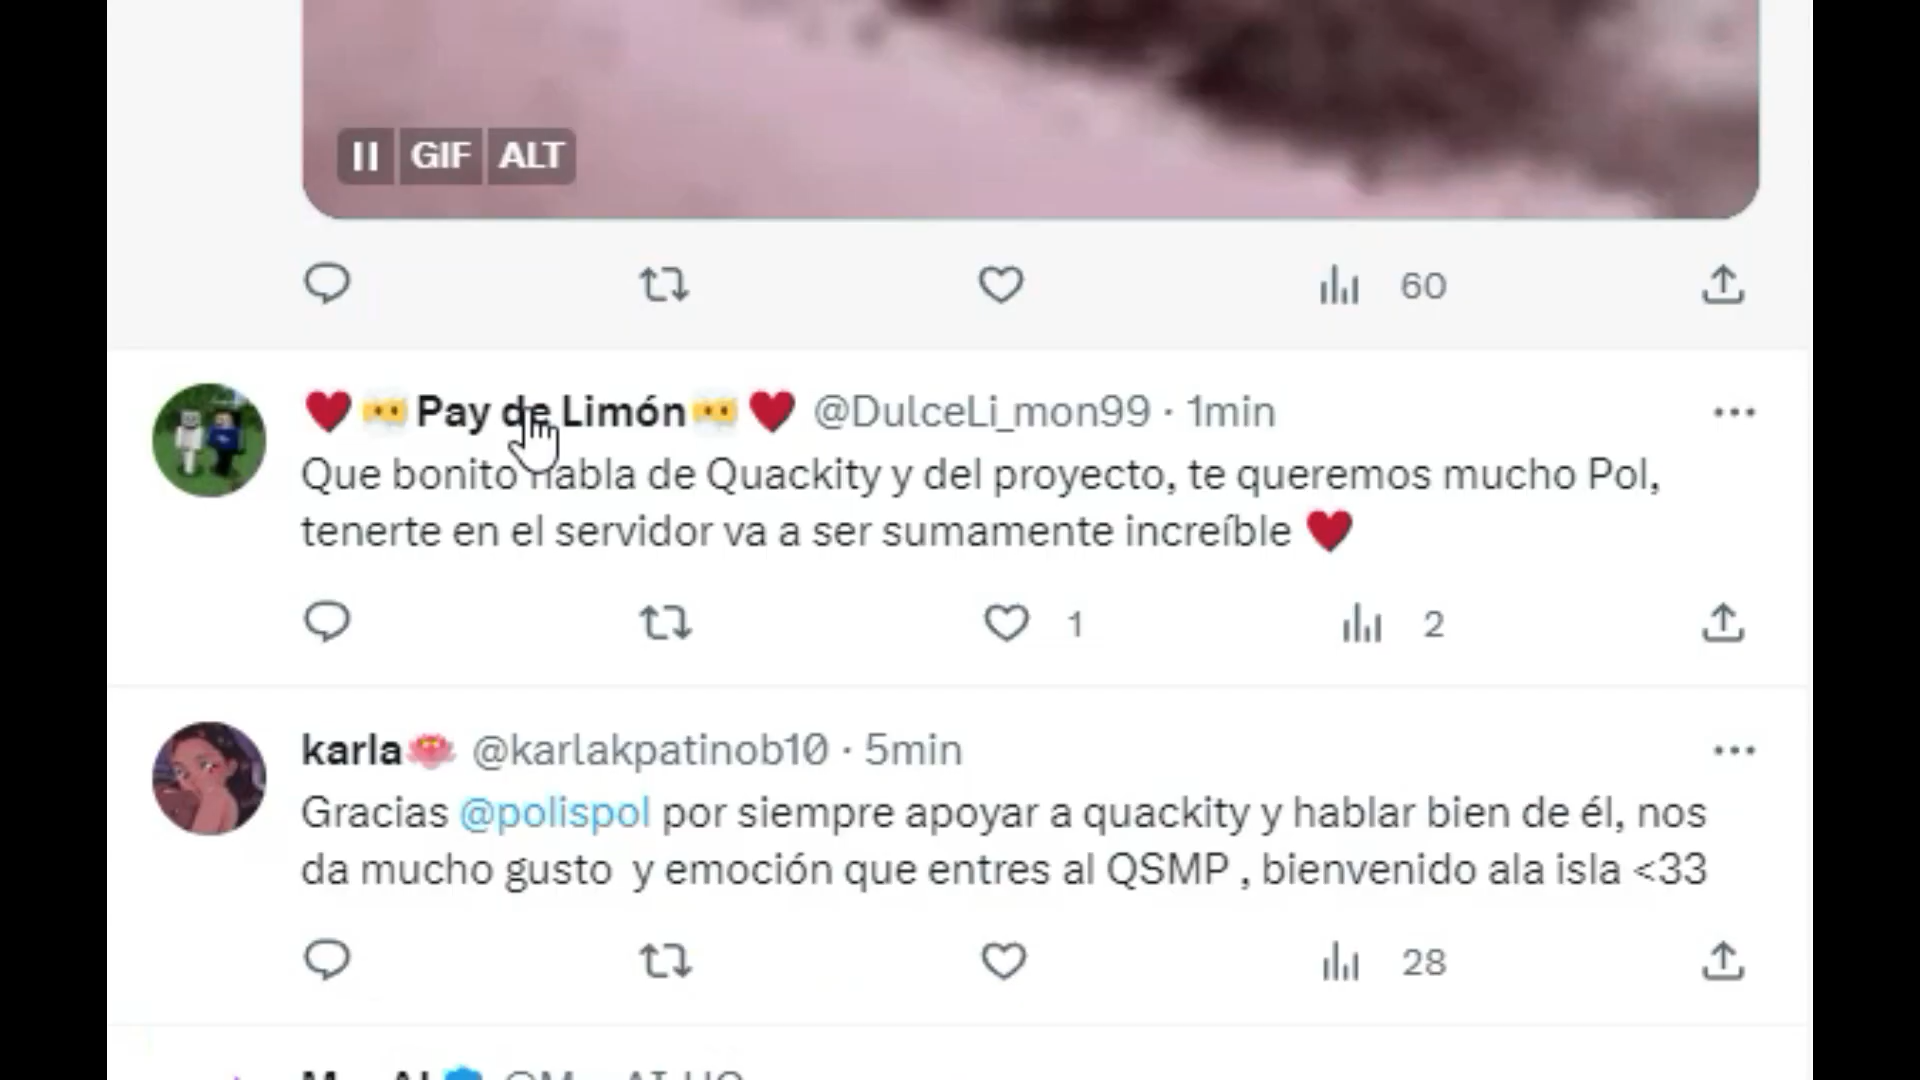 GIF ALT
60
Pay de Limón @DulceLi_mon99 · 1min
Que bonito habla de Quackity y del proyecto, te queremos mucho Pol,
tenerte en el servidor va a ser sumamente increíble
1 2
karla @karlakpatinob10 · 5min
Gracias @polispol por siempre apoyar a quackity y hablar bien de él, nos
da mucho gusto y emoción que entres al QSMP , bienvenido ala isla <33
28